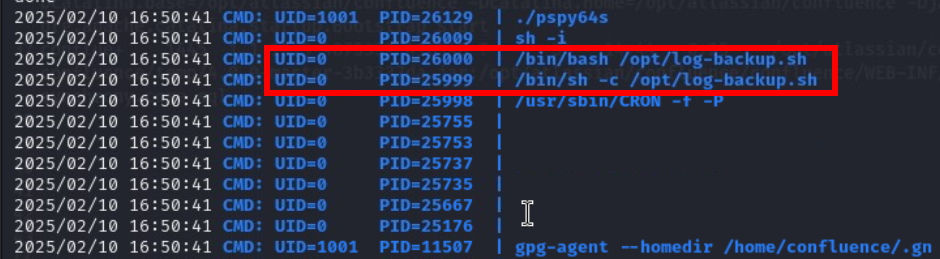 done
2025/02/10 16:50:41 CMD: UID=1001 PID=26129 | ./pspy64s
2025/02/10 16:50:41 CMD: UID=0 PID=26009 | sh -i
2025/02/10 16:50:41 CMD: UID=0 PID=26000 | /bin/bash /opt/log-backup.sh
2025/02/10 16:50:41 CMD: UID=0 PID=25999 | /bin/sh -c /opt/log-backup.sh
2025/02/10 16:50:41 CMD: UID=0 PID=25998 | /usr/sbin/CRON -f -P
2025/02/10 16:50:41 CMD: UID=0 PID=25755 |
2025/02/10 16:50:41 CMD: UID=0 PID=25753 |
2025/02/10 16:50:41 CMD: UID=0 PID=25737 |
2025/02/10 16:50:41 CMD: UID=0 PID=25735 |
2025/02/10 16:50:41 CMD: UID=0 PID=25667 |
2025/02/10 16:50:41 CMD: UID=0 PID=25176 |
2025/02/10 16:50:41 CMD: UID=1001 PID=11507 | gpg-agent --homedir /home/confluence/.gn